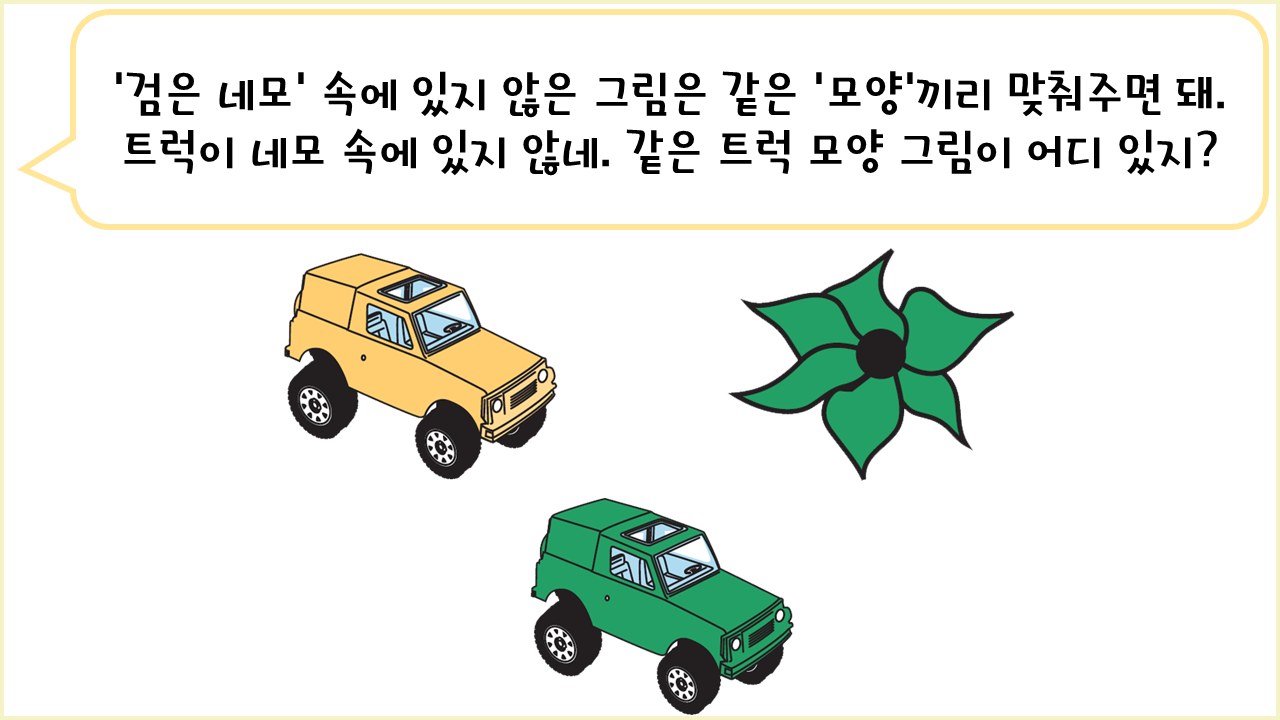 '검은 네모' 속에 있지 않은 그림은 같은 '모양'끼리 맞춰주면 돼.
트럭이 네모 속에 있지 않네. 같은 트럭 모양 그림이 어디 있지?